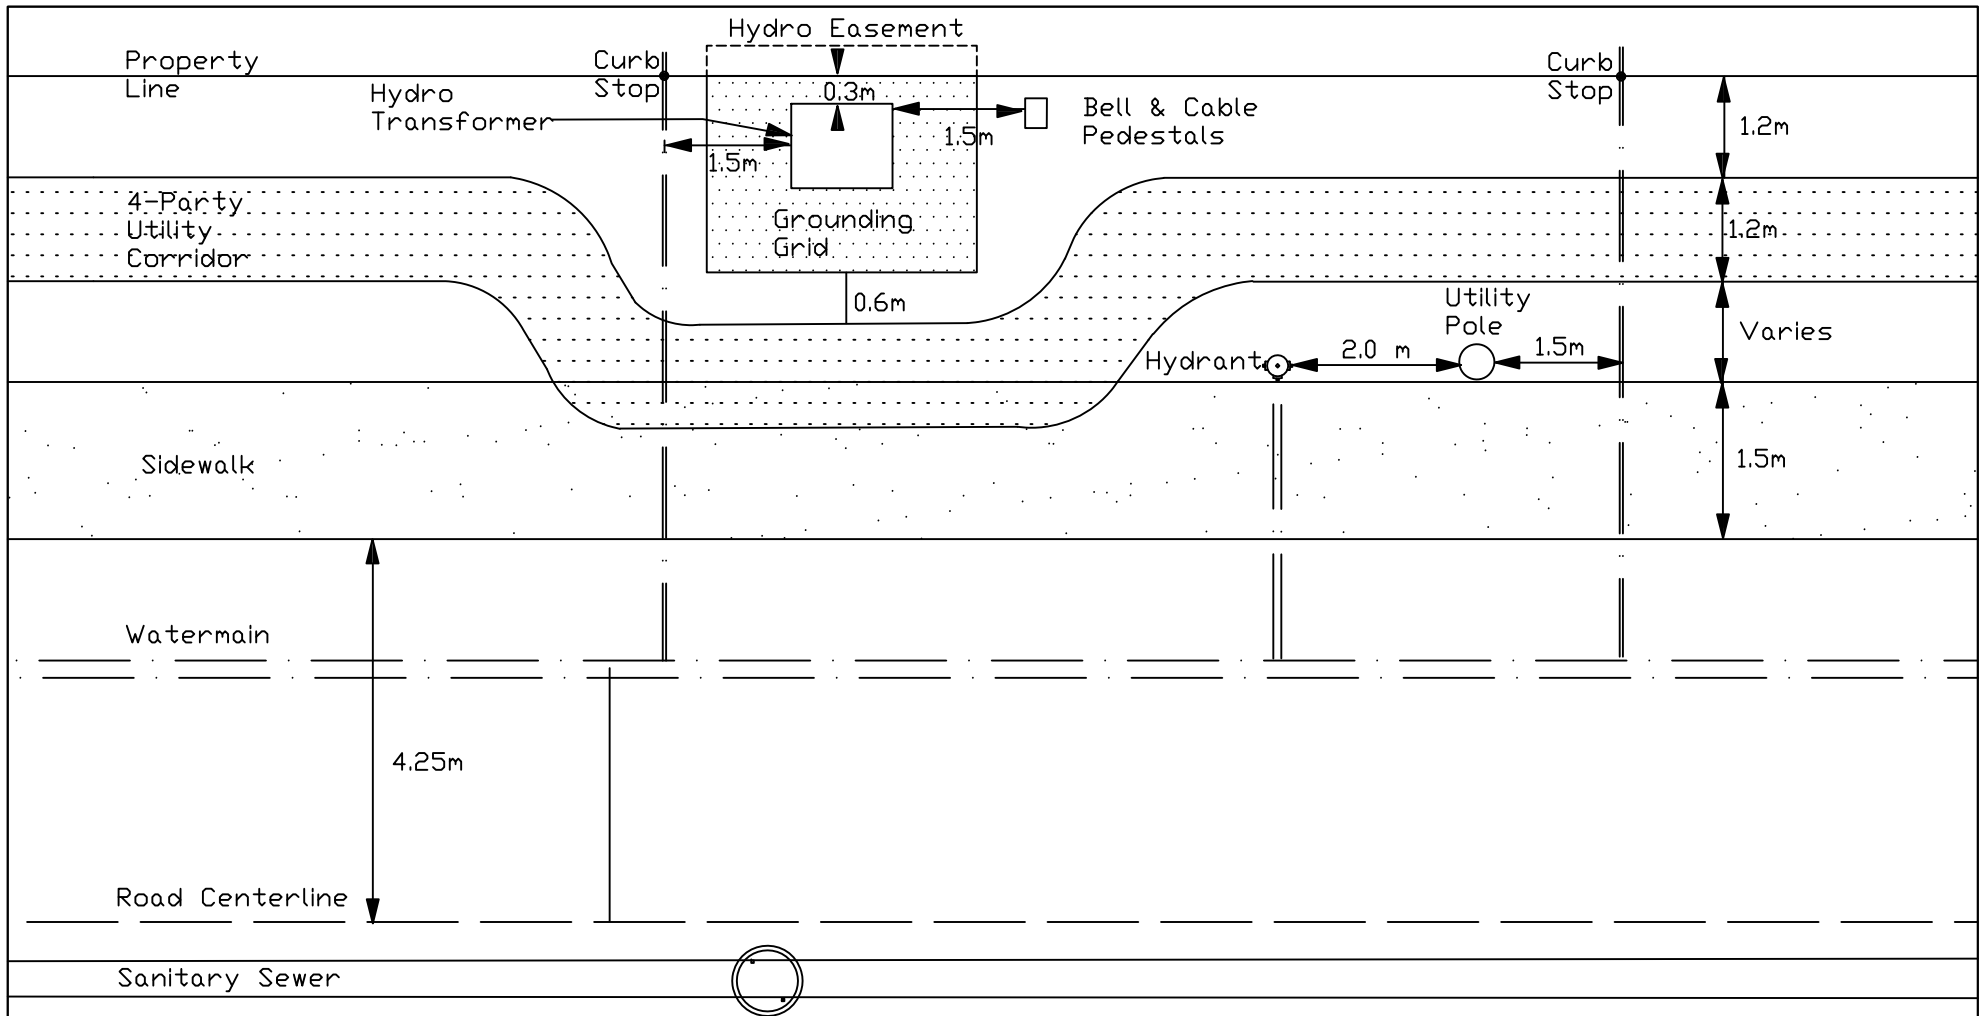 Hydro Easement
Property
Line
Curb
Stop
Curb
Stop
Hydro
Transformer
0.3m
1.5m
1.5m
Bell & Cable
Pedestals
1.2m
4-Party
Utility
Corridor
Grounding
Grid
1.2m
0.6m
Utility
Pole
Varies
Hydrant
2.0 m
1.5m
Sidewalk
1.5m
Watermain
4.25m
Road Centerline
Sanitary Sewer